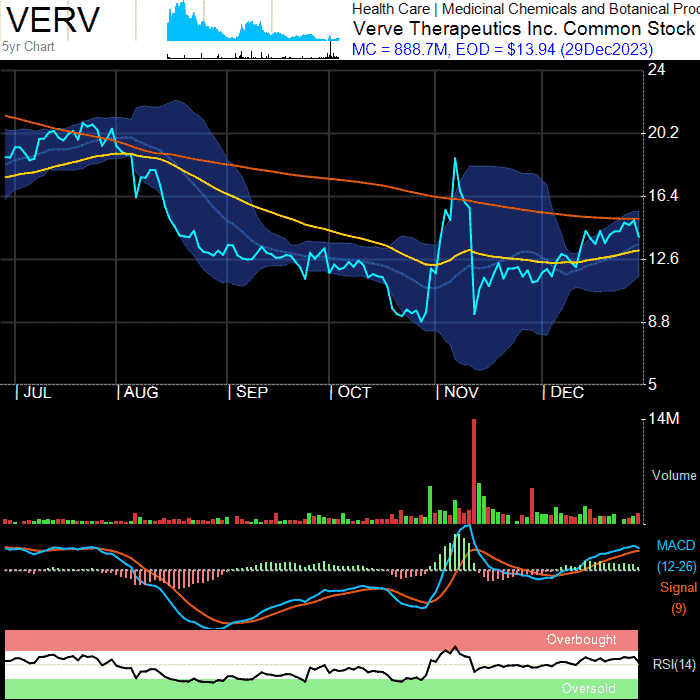 VERV
5yr Chart
Health Care | Medicinal Chemicals and Botanical Proc
Verve Therapeutics Inc. Common Stock
MC = 888.7M, EOD = $13.94 (29Dec2023)
24
20.2
16.4
12.6
8.8
5
| JUL | AUG | SEP | OCT | NOV | DEC
14M
Volume
MACD
(12-26)
Signal
(9)
Overbought
RSI(14)
Oversold